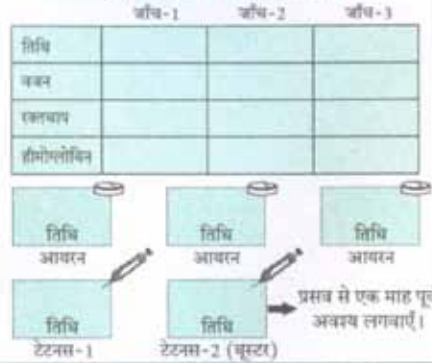 जाँच-1 जाँच-2 जाँच-3
तिथि
वजन
रक्तचाप
हीमोग्लोबिन
तिथि तिथि तिथि
आयरन आयरन आयरन
तिथि तिथि
टेटनस-1 टेटनस-2 (बूस्टर)
प्रसव से एक माह पूर्व
अवश्य लगवाएँ।